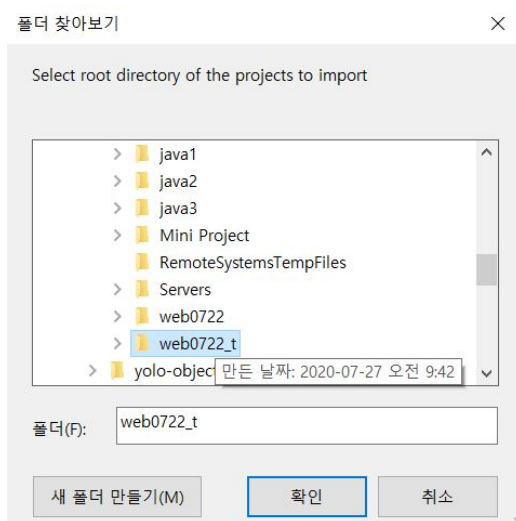 폴더 찾아보기
Select root directory of the projects to import
java1
java2
java3
Mini Project
RemoteSystemsTempFiles
Servers
web0722
web0722_t
yolo-object
만든 날짜: 2020-07-27 오전 9:42
폴더(F): web0722_t
새 폴더 만들기(M) 확인 취소